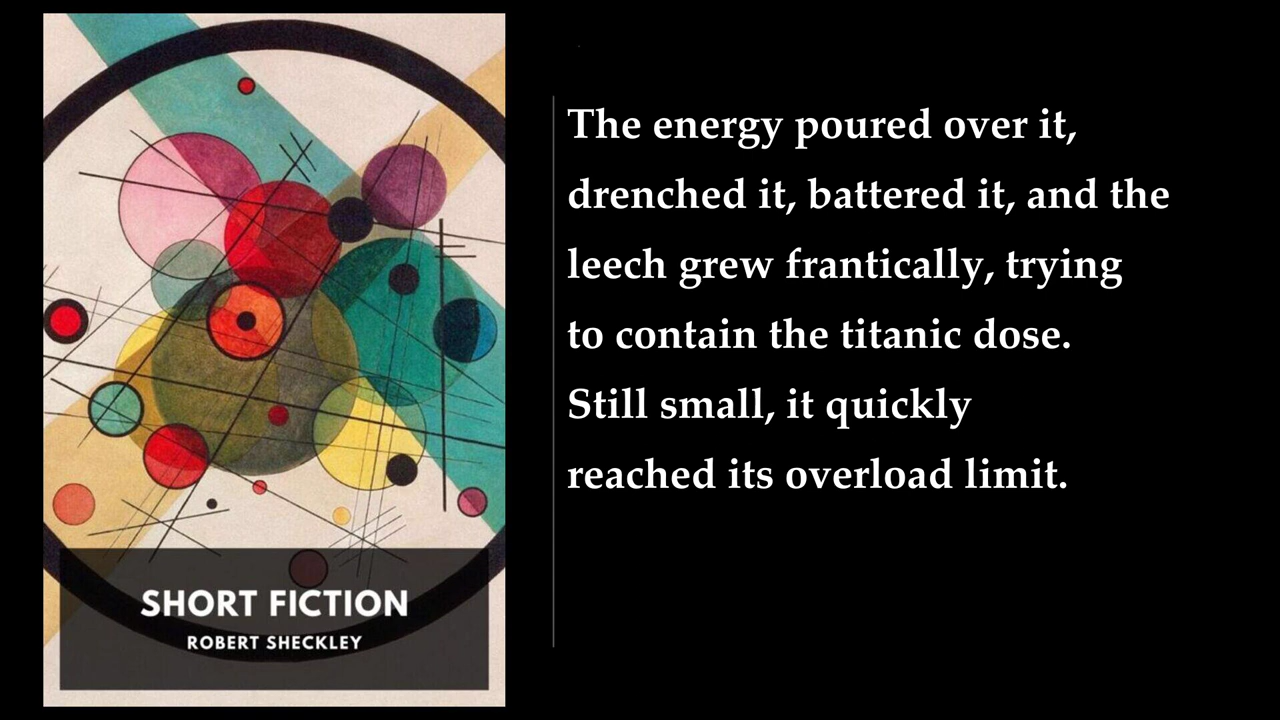 SHORT FICTION
ROBERT SHECKLEY
The energy poured over it,
drenched it, battered it, and the
leech grew frantically, trying
to contain the titanic dose.
Still small, it quickly
reached its overload limit.